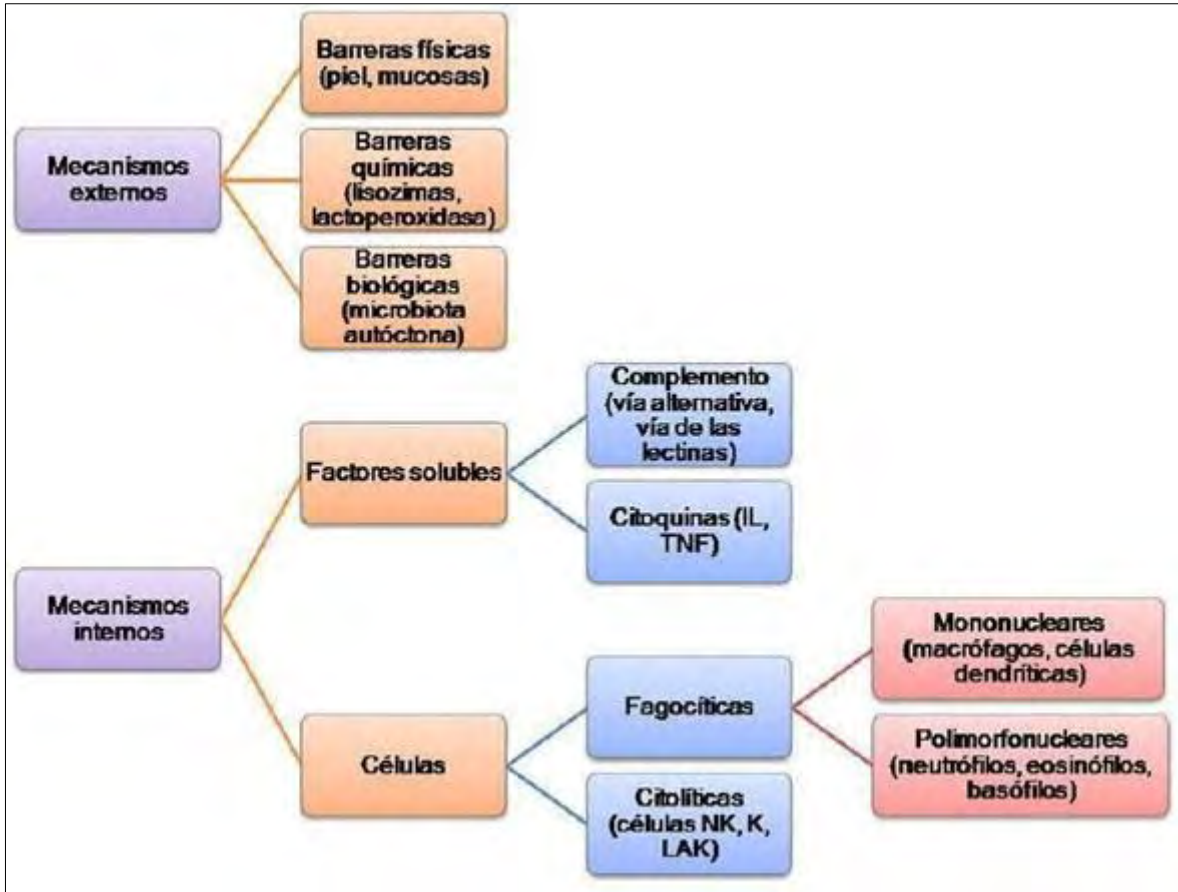 Mecanismos
externos
Barreras físicas
(piel, mucosas)
Barreras
químicas
(lisozimas,
lactoperoxidasa)
Barreras
biológicas
(microbiota
autóctona)
Mecanismos
internos
Factores solubles
Complemento
(vía alternativa,
vía de las
lectinas)
Citoquinas (IL,
TNF)
Células
Fagocíticas
Mononucleares
(macrófagos, células
dendríticas)
Polimorfonucleares
(neutrófilos, eosinófilos,
basófilos)
Citolíticas
(células NK, K,
LAK)